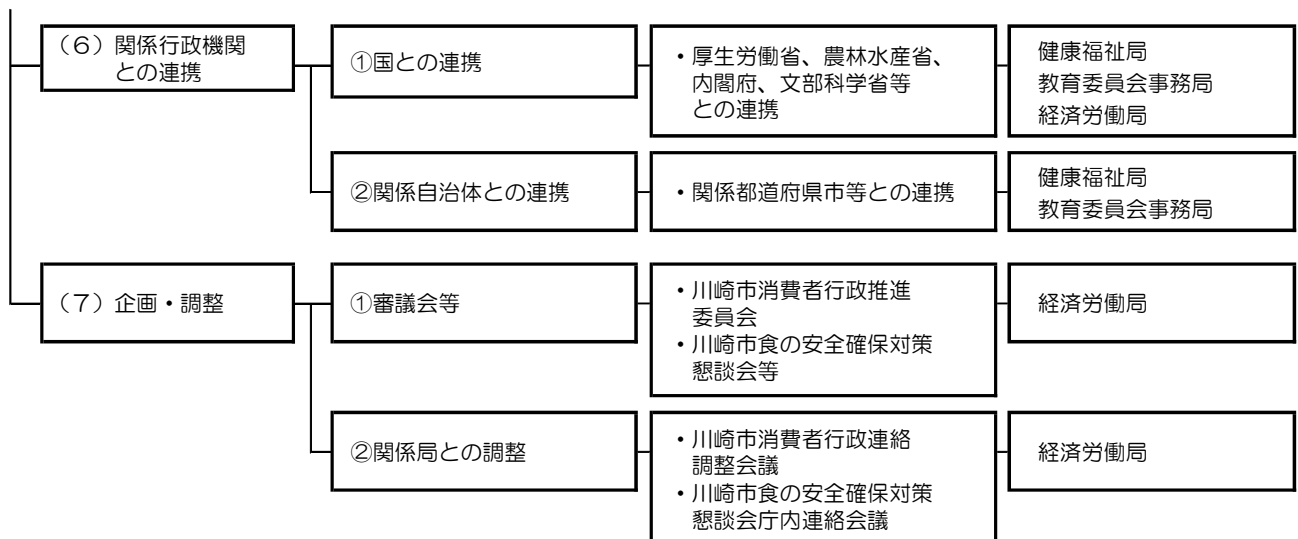 （6）関係行政機関
との連携
①国との連携
・厚生労働省、農林水産省、
内閣府、文部科学省等
との連携
健康福祉局
教育委員会事務局
経済労働局
②関係自治体との連携
・関係都道府県市等との連携
健康福祉局
教育委員会事務局
（7）企画・調整
①審議会等
・川崎市消費者行政推進
委員会
・川崎市食の安全確保対策
懇談会等
経済労働局
②関係局との調整
・川崎市消費者行政連絡
調整会議
・川崎市食の安全確保対策
懇談会庁内連絡会議
経済労働局